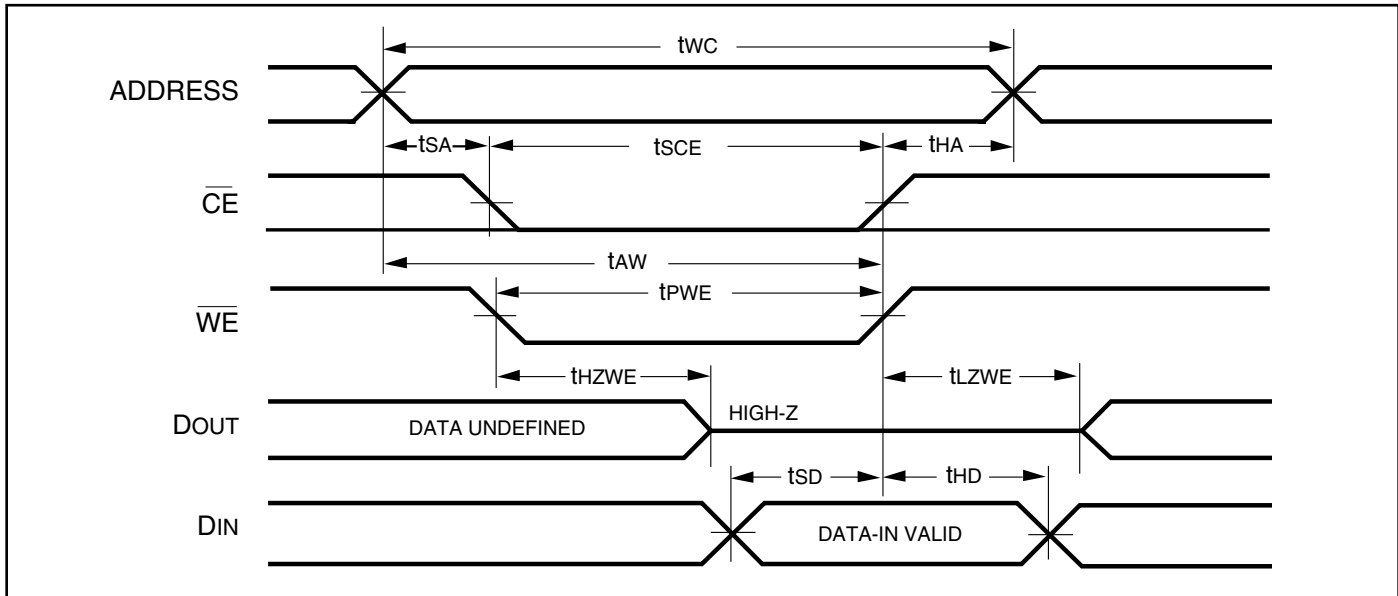 tWC
ADDRESS
tSA
tSCE
tHA
CE
tAW
tPWE
WE
tHZWE
tLZWE
HIGH-Z
DOUT
DATA UNDEFINED
tSD
tHD
DIN
DATA-IN VALID